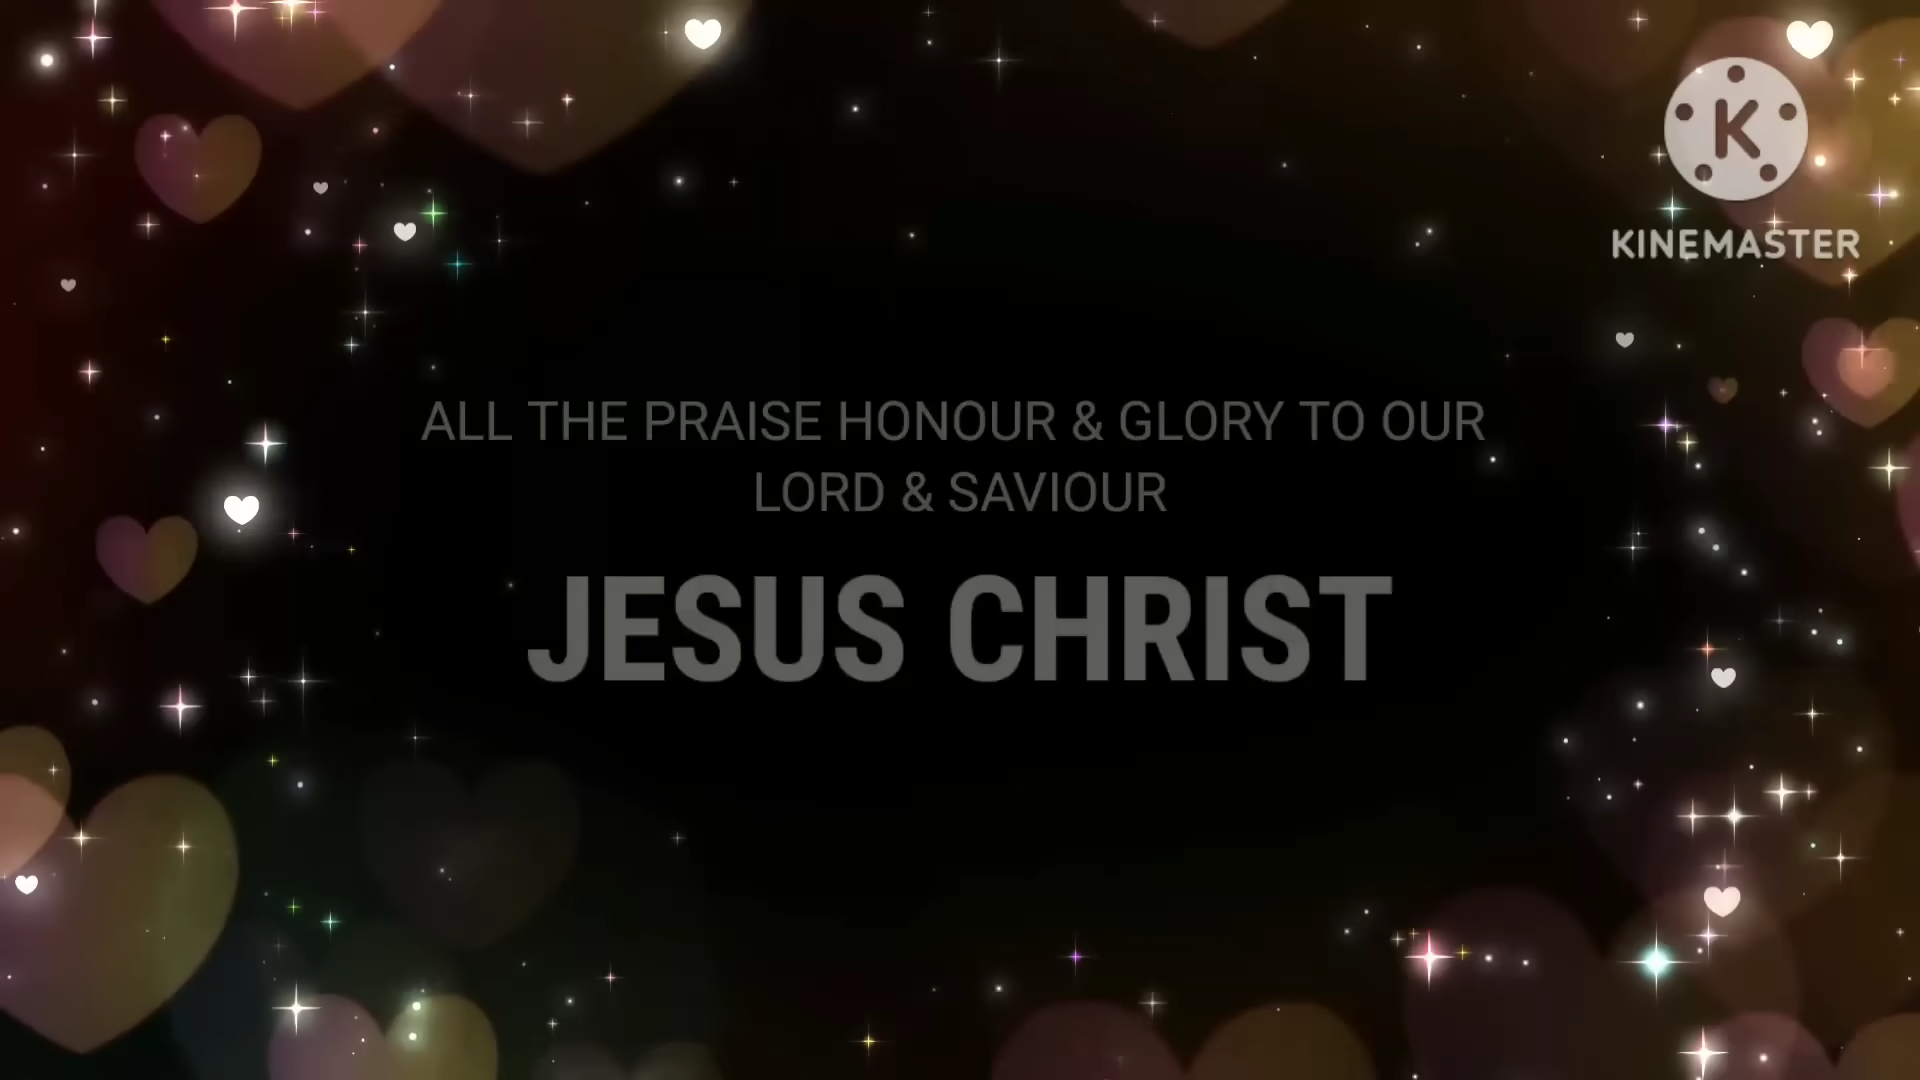 K
KINEMASTER
ALL THE PRAISE HONOUR & GLORY TO OUR
LORD & SAVIOUR
JESUS CHRIST